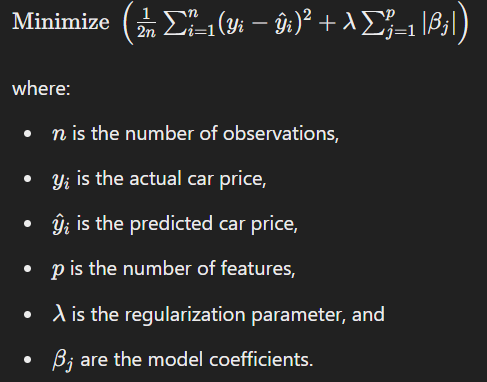 Minimize $\left( \frac{1}{2n} \sum_{i=1}^{n} (y_i - \hat{y}_i)^2 + \lambda \sum_{j=1}^{p} |\beta_j| \right)$
where:
• $n$ is the number of observations,
• $y_i$ is the actual car price,
• $\hat{y}_i$ is the predicted car price,
• $p$ is the number of features,
• $\lambda$ is the regularization parameter, and
• $\beta_j$ are the model coefficients.